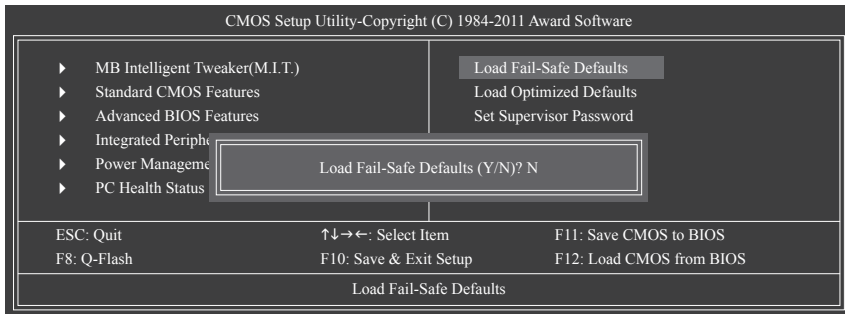 CMOS Setup Utility-Copyright (C) 1984-2011 Award Software
MB Intelligent Tweaker(M.I.T.)
Standard CMOS Features
Advanced BIOS Features
Integrated Periphe
Power Manageme
PC Health Status
Load Fail-Safe Defaults
Load Optimized Defaults
Set Supervisor Password
Load Fail-Safe Defaults (Y/N)? N
ESC: Quit ↑↓→←: Select Item F11: Save CMOS to BIOS
F8: Q-Flash F10: Save & Exit Setup F12: Load CMOS from BIOS
Load Fail-Safe Defaults